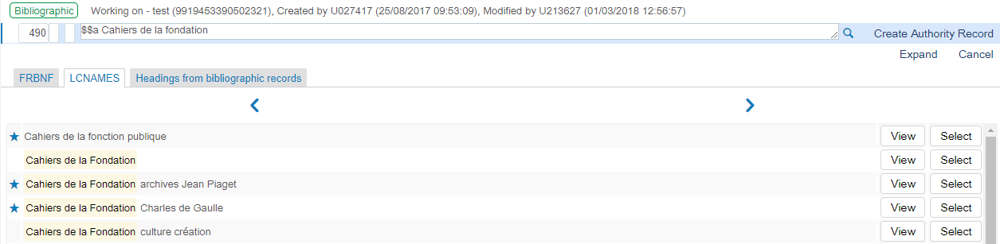 Bibliographic Working on - test (9919453390502321), Created by U027417 (25/08/2017 09:53:09), Modified by U213627 (01/03/2018 12:56:57)
490 $$a Cahiers de la fondation Create Authority Record
Expand Cancel
FRBNF LCNAMES Headings from bibliographic records
Cahiers de la fonction publique View Select
Cahiers de la Fondation View Select
Cahiers de la Fondation archives Jean Piaget View Select
Cahiers de la Fondation Charles de Gaulle View Select
Cahiers de la Fondation culture création View Select